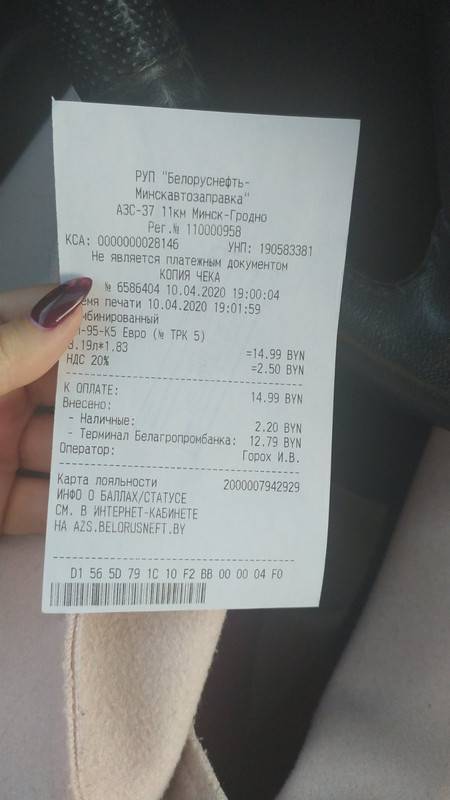 РУП "Белоруснефть-
Минскавтозаправка"
АЗС-37 11км Минск-Гродно
Рег.№ 110000958
КСА: 0000000028146 УНП: 190583381
Не является платежным документом
КОПИЯ ЧЕКА
№ 6586404 10.04.2020 19:00:04
емя печати 10.04.2020 19:01:59
мбинированный
-95-К5 Евро (№ ТРК 5)
8.19л*1.83 =14.99 BYN
НДС 20% =2.50 BYN
К ОПЛАТЕ: 14.99 BYN
Внесено:
- Наличные: 2.20 BYN
- Терминал Белагропромбанка: 12.79 BYN
Оператор: Горох И.В.
Карта лояльности 2000007942929
ИНФО О БАЛЛАХ/СТАТУСЕ
СМ. В ИНТЕРНЕТ-КАБИНЕТЕ
НА AZS.BELORUSNEFT.BY
D1 56 5D 79 1C 10 F2 BB 00 00 04 F0